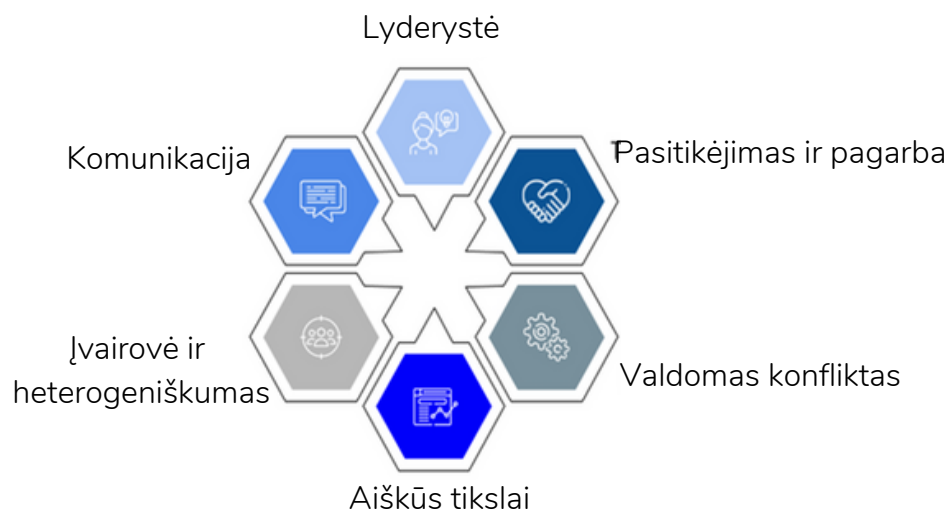 Lyderystė
Komunikacija
Pasitikėjimas ir pagarba
Įvairovė ir
heterogeniškumas
Valdomas konfliktas
Aiškūs tikslai